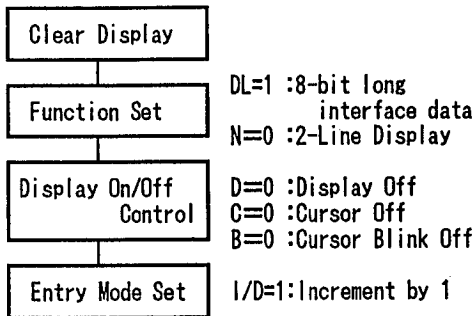 Clear Display
Function Set
DL=1 :8-bit long
interface data
N=0 :2-Line Display
Display On/Off
Control
D=0 :Display Off
C=0 :Cursor Off
B=0 :Cursor Blink Off
Entry Mode Set
I/D=1:Increment by 1